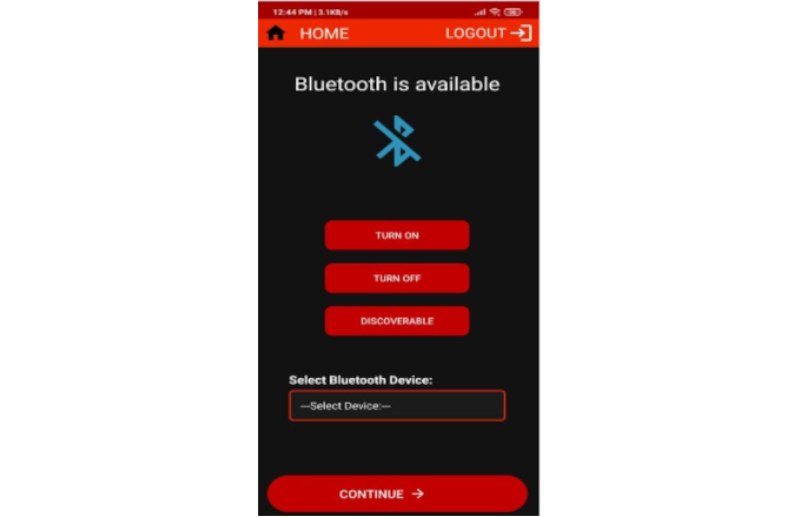 12:44 PM | 3.1KB/s
HOME
LOGOUT
Bluetooth is available
TURN ON
TURN OFF
DISCOVERABLE
Select Bluetooth Device:
---Select Device:---
CONTINUE →